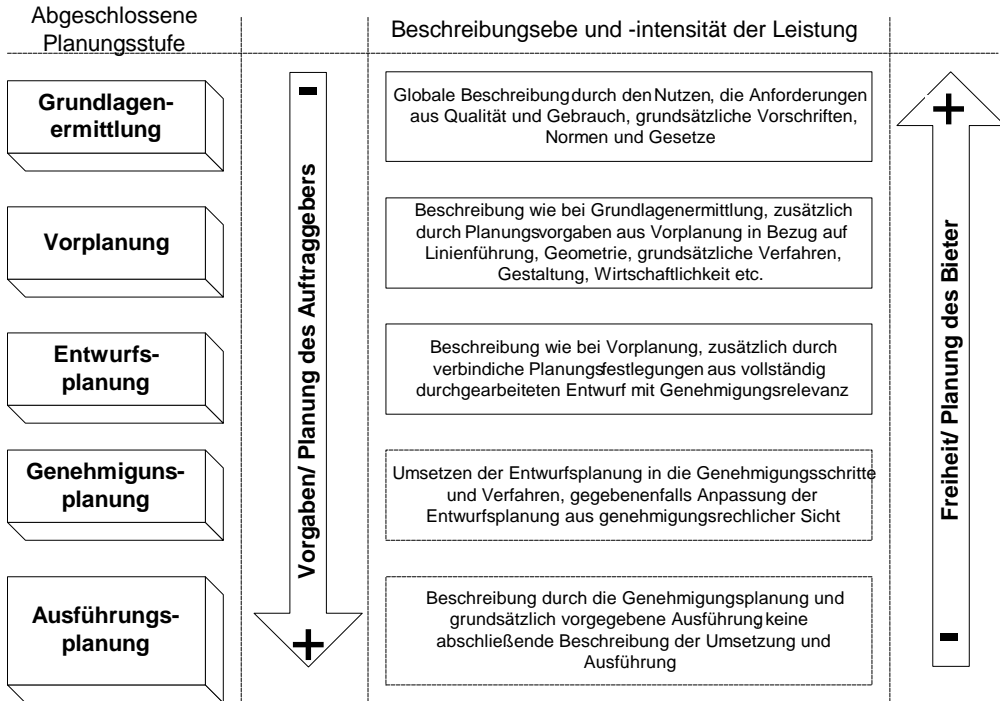 Abgeschlossene
Planungsstufe
Beschreibungsebe und -intensität der Leistung
Grundlagen-
ermittlung
-
Globale Beschreibung durch den Nutzen, die Anforderungen
aus Qualität und Gebrauch, grundsätzliche Vorschriften,
Normen und Gesetze
+
Vorplanung
Beschreibung wie bei Grundlagenermittlung, zusätzlich
durch Planungsvorgaben aus Vorplanung in Bezug auf
Linienführung, Geometrie, grundsätzliche Verfahren,
Gestaltung, Wirtschaftlichkeit etc.
Vorgaben/ Planung des Auftraggebers
Freiheit/ Planung des Bieter
Entwurfs-
planung
Beschreibung wie bei Vorplanung, zusätzlich durch
verbindiche Planungsfestlegungen aus vollständig
durchgearbeiteten Entwurf mit Genehmigungsrelevanz
Genehmiguns-
planung
Umsetzen der Entwurfsplanung in die Genehmigungsschritte
und Verfahren, gegebenenfalls Anpassung der
Entwurfsplanung aus genehmigungsrechlicher Sicht
Ausführungs-
planung
+
Beschreibung durch die Genehmigungsplanung und
grundsätzlich vorgegebene Ausführung, keine
abschließende Beschreibung der Umsetzung und
Ausführung
-